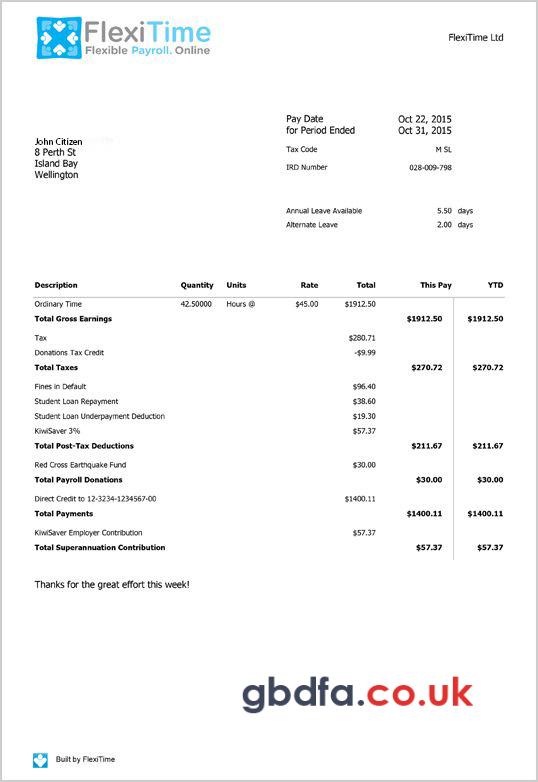 FlexiTime
Flexible Payroll. Online
FlexiTime Ltd
Pay Date Oct 22, 2015
for Period Ended Oct 31, 2015
Tax Code M SL
IRD Number 028-009-798
John Citizen
8 Perth St
Island Bay
Wellington
Annual Leave Available 5.50 days
Alternate Leave 2.00 days
Description Quantity Units Rate Total This Pay YTD
Ordinary Time 42.50000 Hours @ $45.00 $1912.50
Total Gross Earnings $1912.50 $1912.50
Tax $280.71
Donations Tax Credit -$9.99
Total Taxes $270.72 $270.72
Fines in Default $96.40
Student Loan Repayment $38.60
Student Loan Underpayment Deduction $19.30
KiwiSaver 3% $57.37
Total Post-Tax Deductions $211.67 $211.67
Red Cross Earthquake Fund $30.00
Total Payroll Donations $30.00 $30.00
Direct Credit to 12-3234-1234567-00 $1400.11
Total Payments $1400.11 $1400.11
KiwiSaver Employer Contribution $57.37
Total Superannuation Contribution $57.37 $57.37
Thanks for the great effort this week!
gbdfa.co.uk
Built by FlexiTime